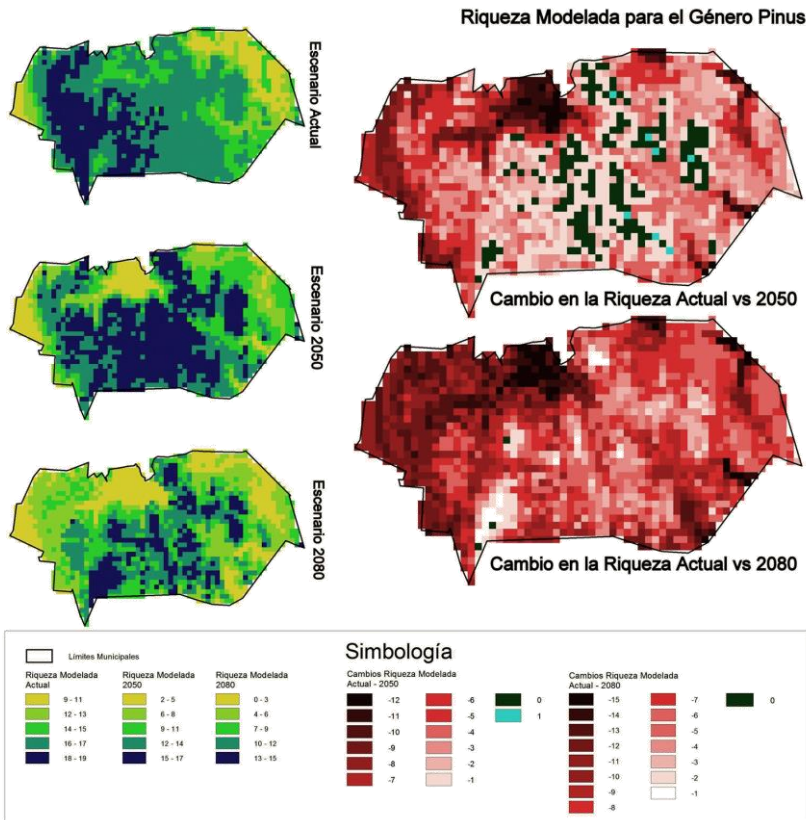 Riqueza Modelada para el Género Pinus
Escenario Actual
Cambio en la Riqueza Actual vs 2050
Escenario 2050
Cambio en la Riqueza Actual vs 2080
Escenario 2080
Simbología
Límites Municipales
Riqueza Modelada Actual
9 - 11
12 - 13
14 - 15
16 - 17
18 - 19
Riqueza Modelada 2050
2 - 5
6 - 8
9 - 11
12 - 14
15 - 17
Riqueza Modelada 2080
0 - 3
4 - 6
7 - 9
10 - 12
13 - 15
Cambios Riqueza Modelada
Actual - 2050
-12
-11
-10
-9
-8
-7
-6
-5
-4
-3
-2
-1
0
1
Cambios Riqueza Modelada
Actual - 2080
-15
-14
-13
-12
-11
-10
-9
-8
-7
-6
-5
-4
-3
-2
-1
0